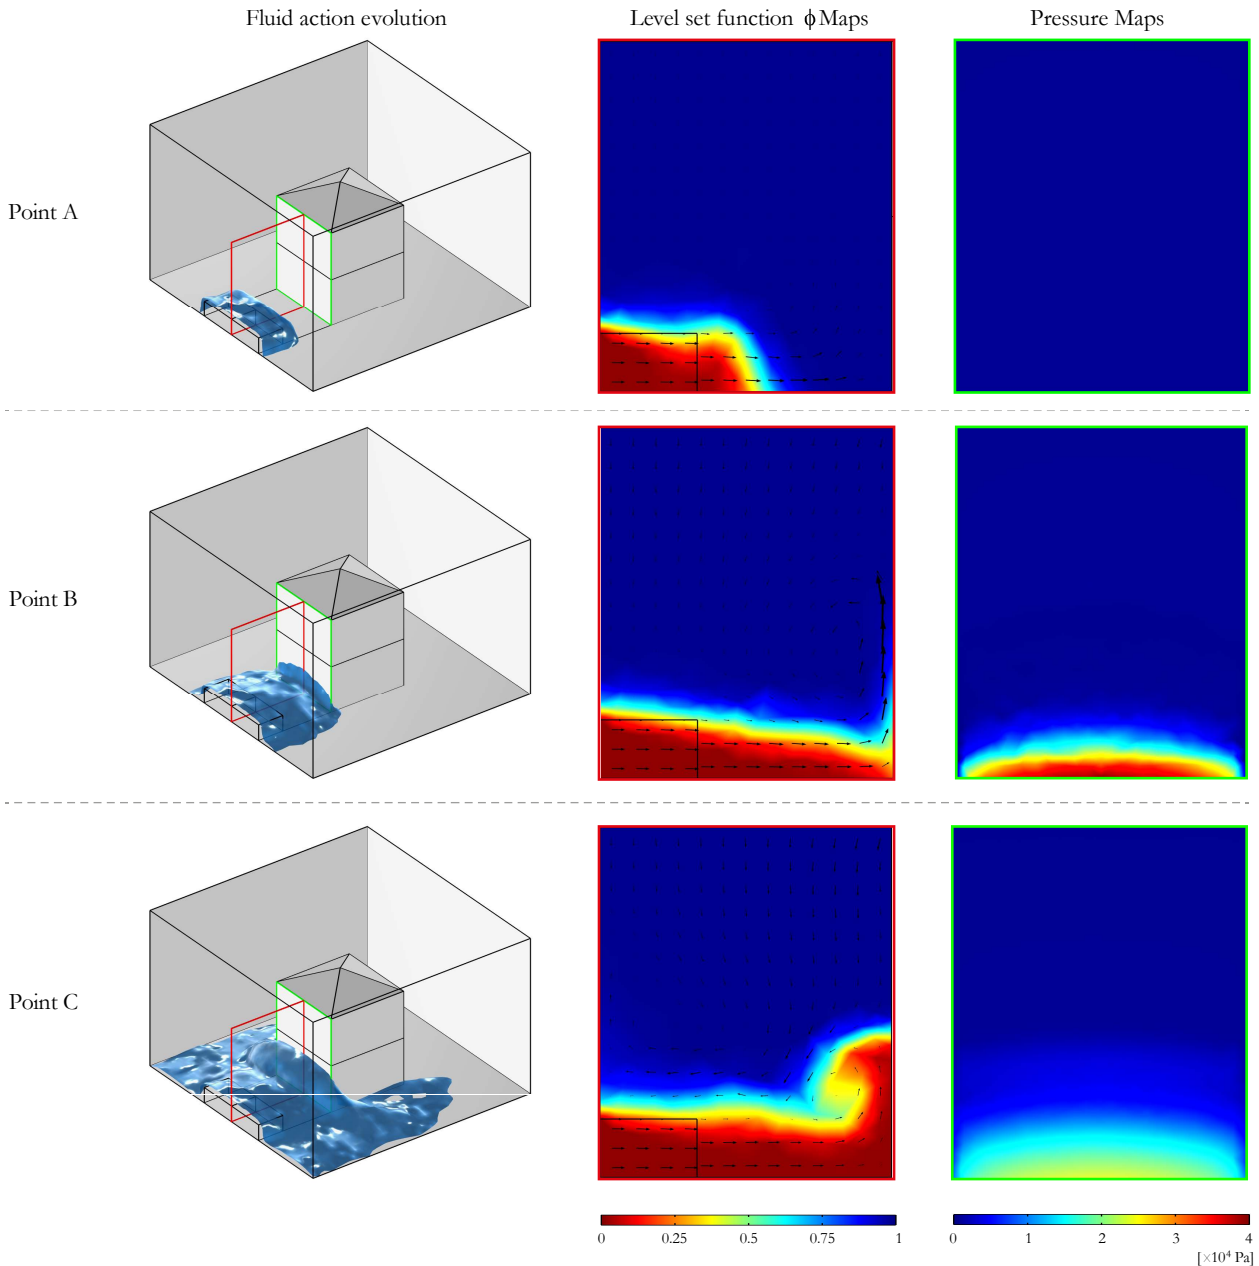 Fluid action evolution
Level set function ϕ Maps
Pressure Maps
Point A
Point B
Point C
0 0.25 0.5 0.75 1
0 1 2 3 4
[×10⁴ Pa]